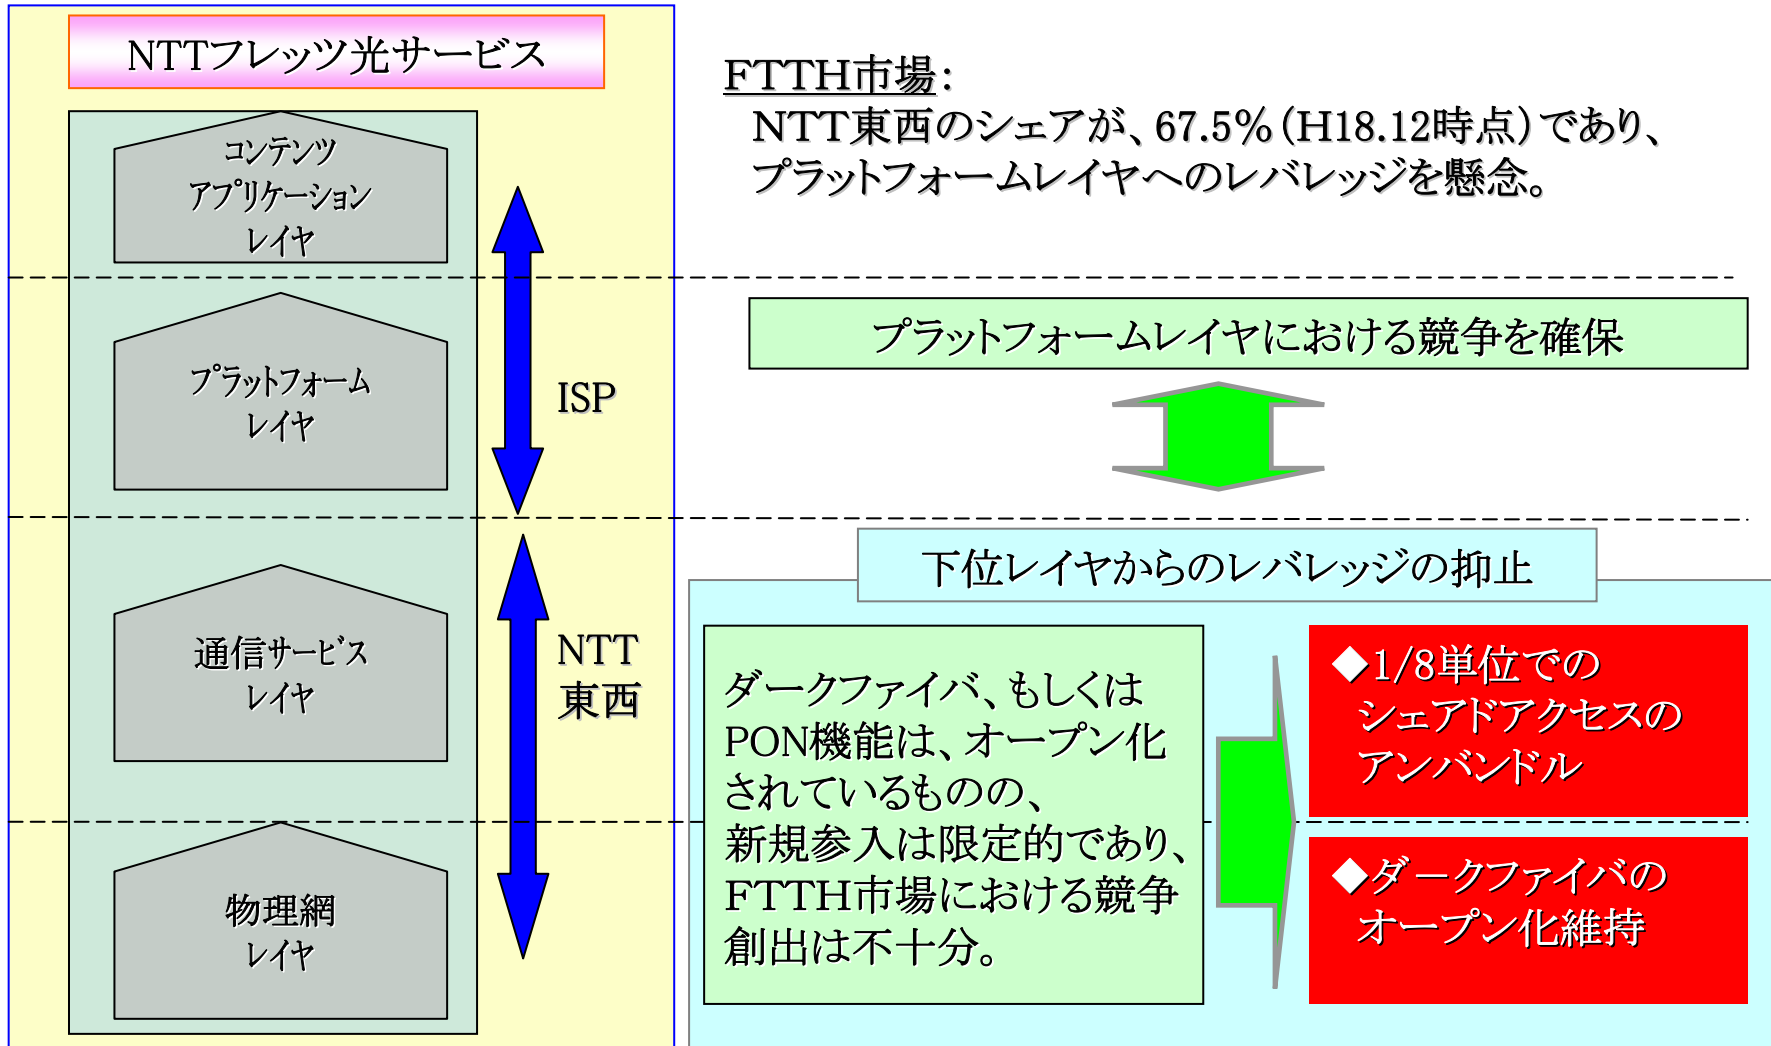 NTTフレッツ光サービス
コンテンツ
アプリケーション
レイヤ
プラットフォーム
レイヤ
ISP
通信サービス
レイヤ
NTT
東西
物理網
レイヤ
FTTH市場：
NTT東西のシェアが、67.5％（H18.12時点）であり、
プラットフォームレイヤへのレバレッジを懸念。
プラットフォームレイヤにおける競争を確保
下位レイヤからのレバレッジの抑止
ダークファイバ、もしくは
PON機能は、オープン化
されているものの、
新規参入は限定的であり、
FTTH市場における競争
創出は不十分。
◆1/8単位での
シェアドアクセスの
アンバンドル
◆ダークファイバの
オープン化維持